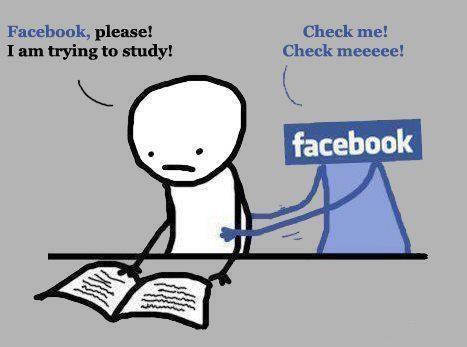 Facebook, please!
I am trying to study!
Check me!
Check meeeee!
facebook